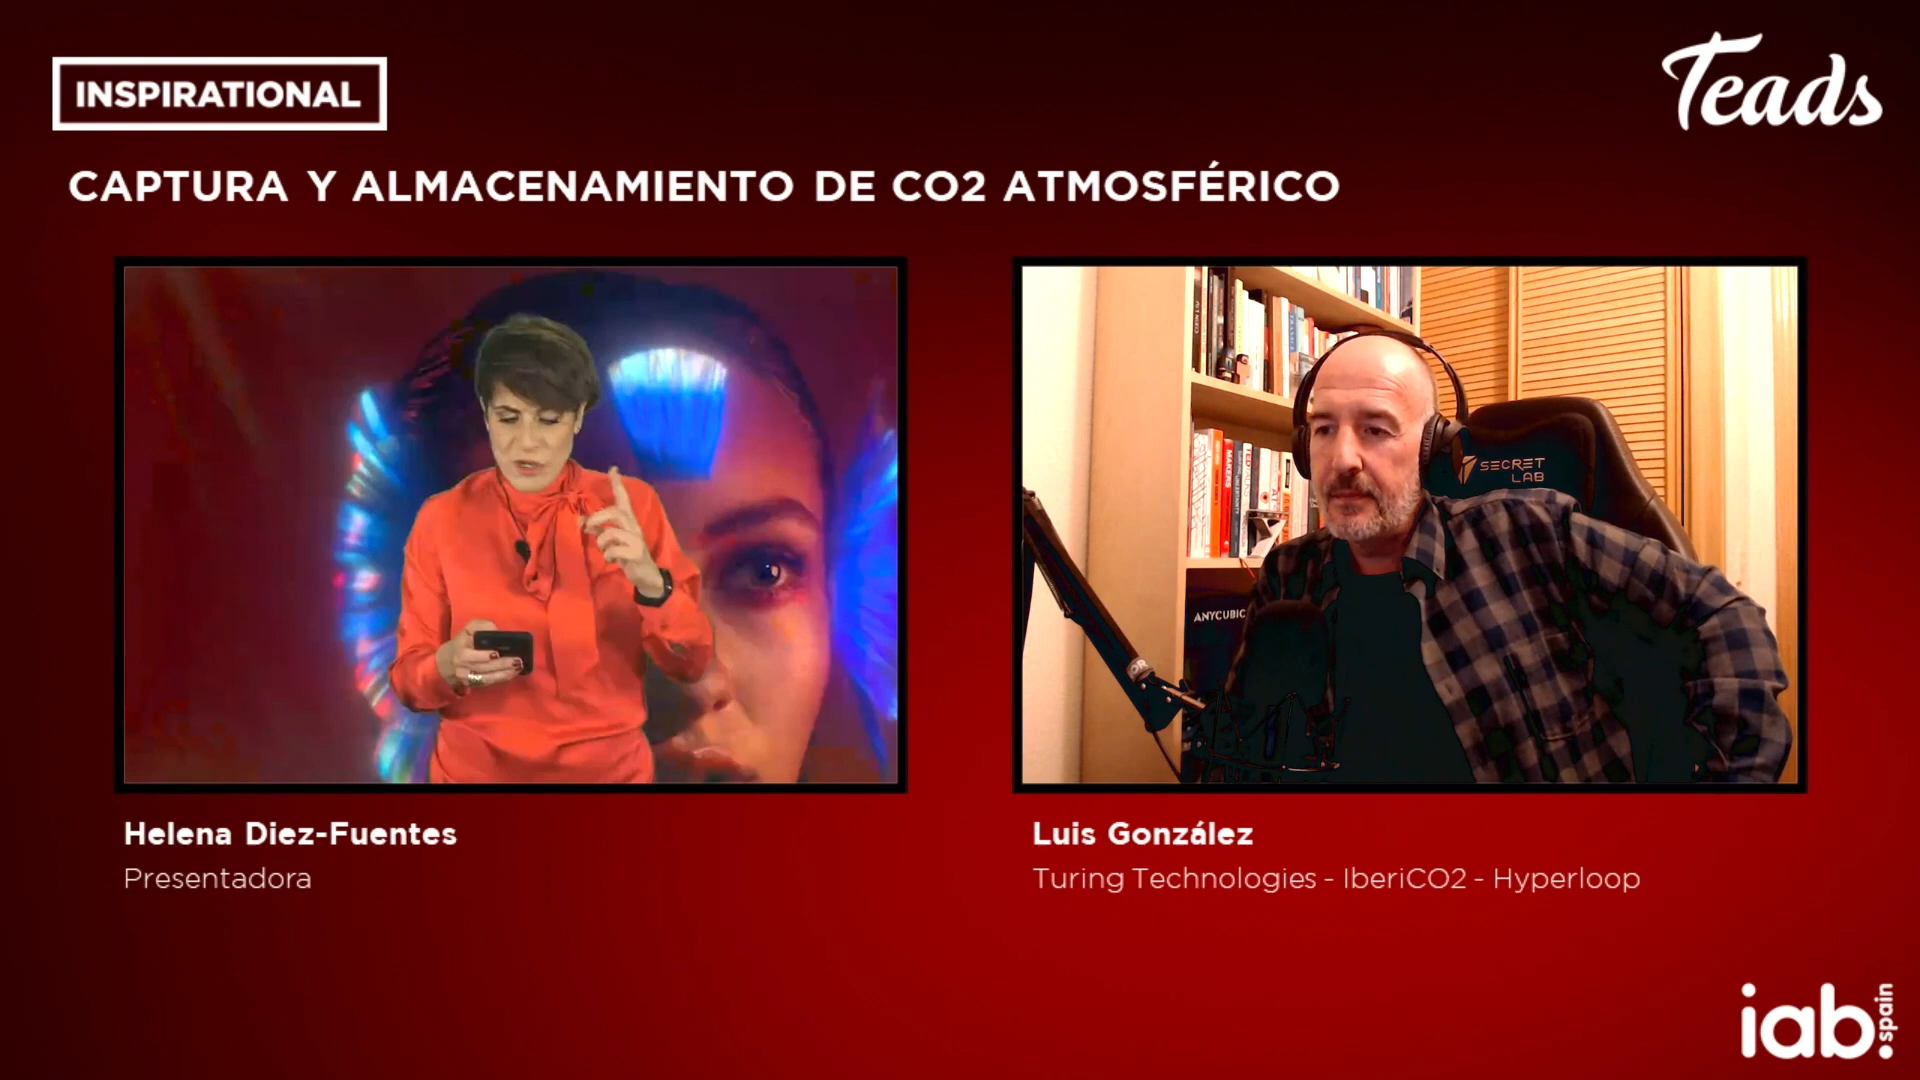 INSPIRATIONAL
Teads
CAPTURA Y ALMACENAMIENTO DE CO2 ATMOSFÉRICO
SECRET
LAB
MAKERS
ANYCUBIC
Helena Diez-Fuentes
Presentadora
Luis González
Turing Technologies - IberiCO2 - Hyperloop
iab.
spain